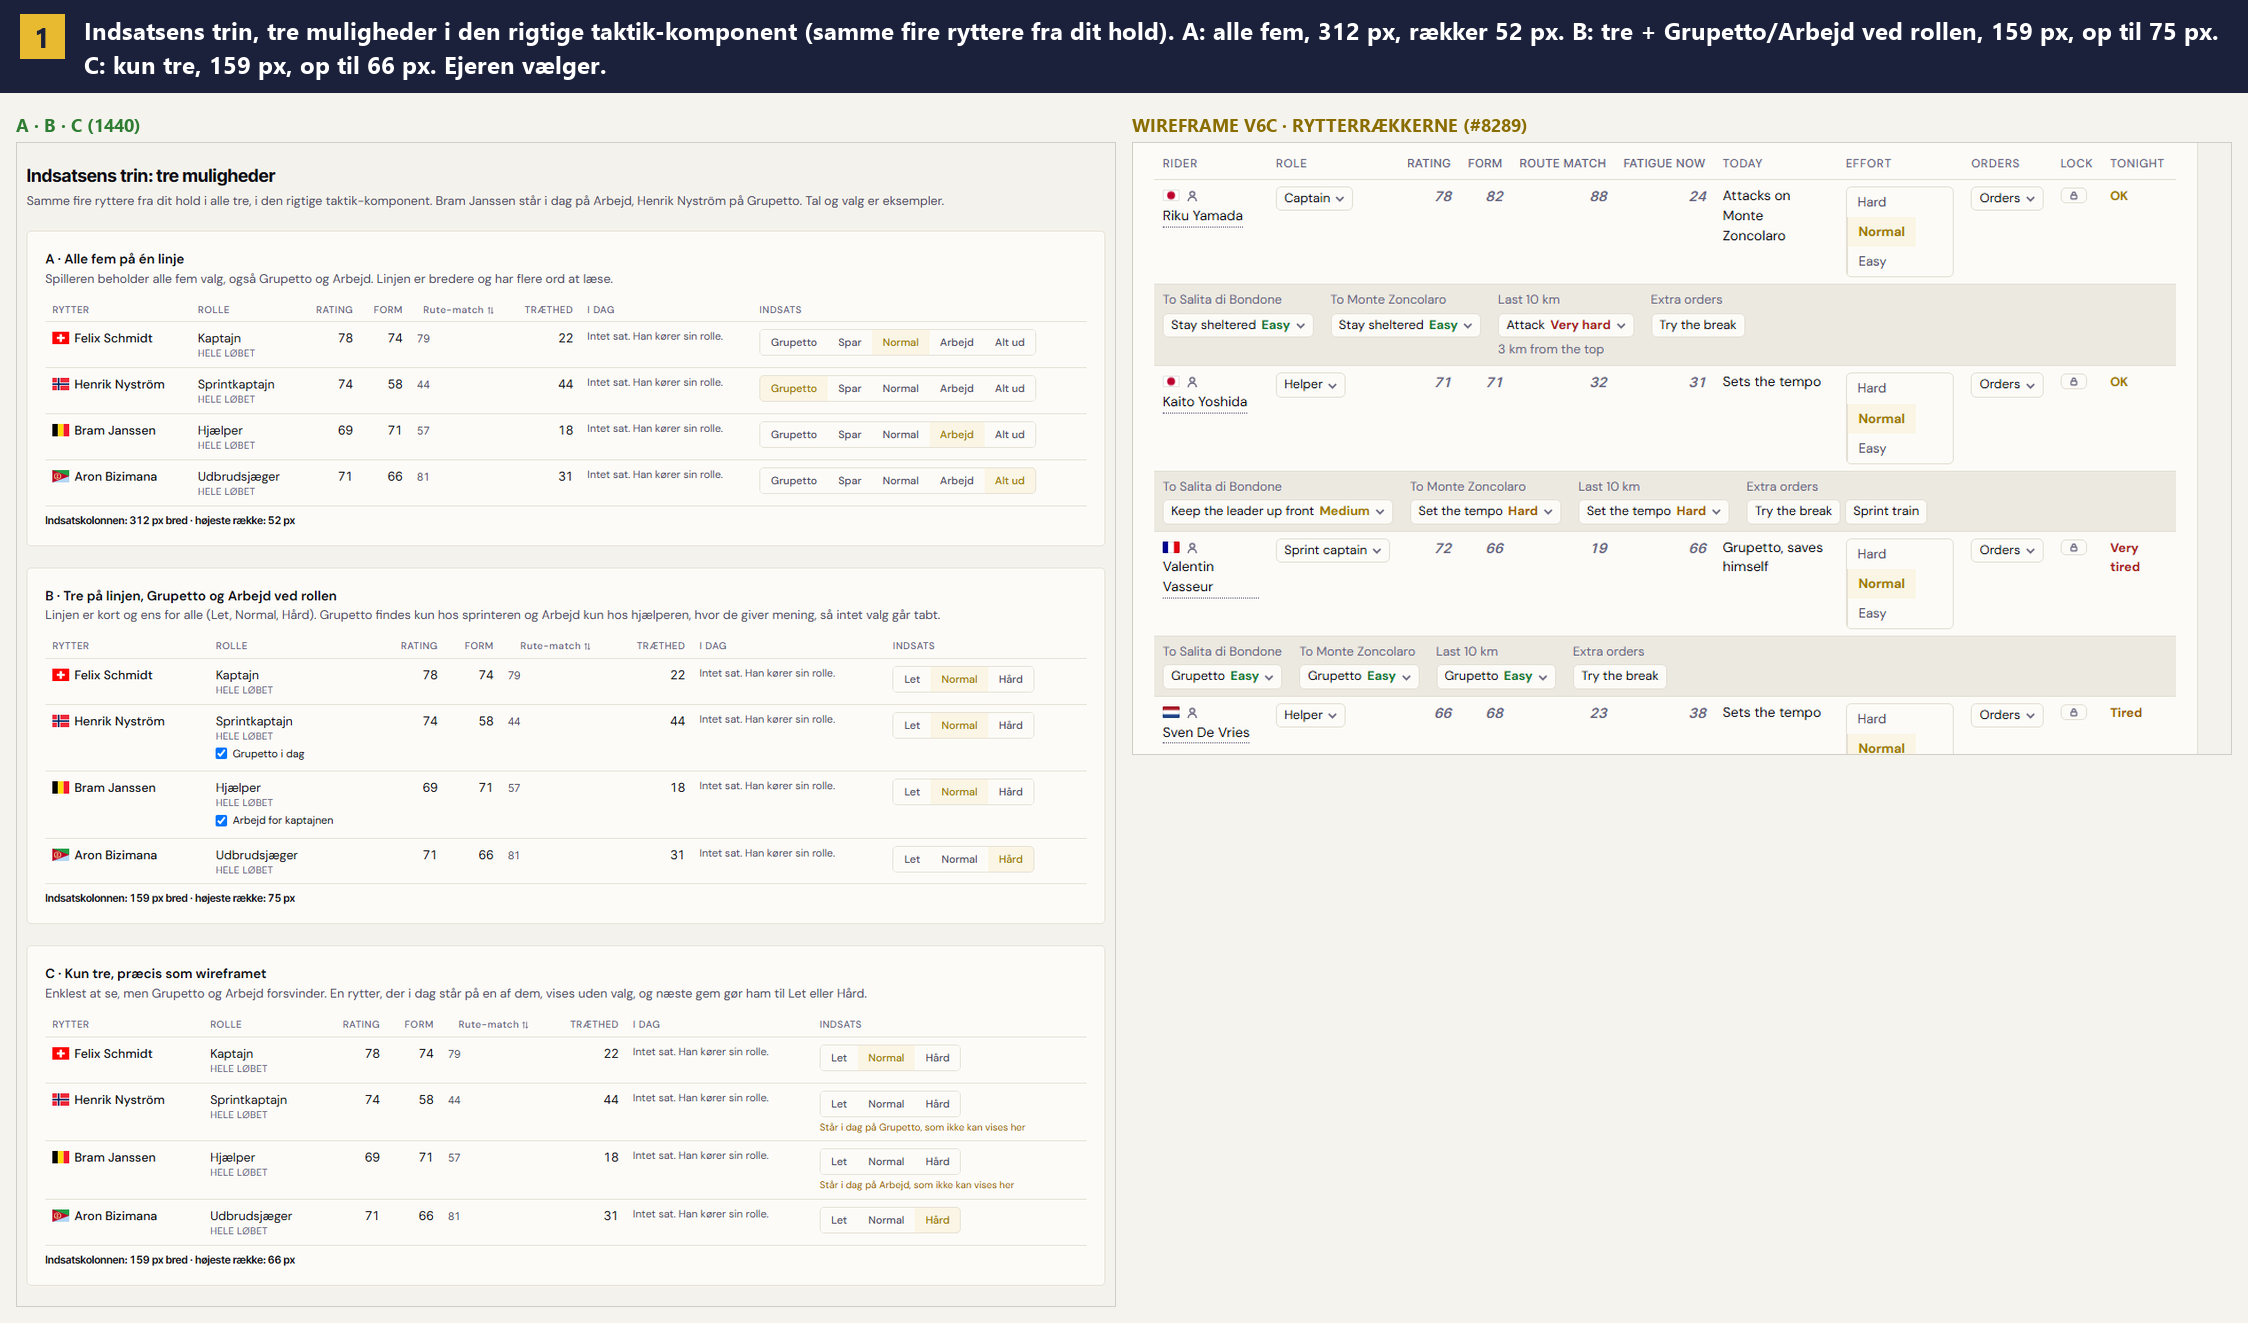 1
Indsatsens trin, tre muligheder i den rigtige taktik-komponent (samme fire ryttere fra dit hold). A: alle fem, 312 px, rækker 52 px. B: tre + Grupetto/Arbejd ved rollen, 159 px, op til 75 px.
C: kun tre, 159 px, op til 66 px. Ejeren vælger.
A · B · C (1440)
Indsatsens trin: tre muligheder
Samme fire ryttere fra dit hold i alle tre, i den rigtige taktik-komponent. Bram Janssen står i dag på Arbejd, Henrik Nyström på Grupetto. Tal og valg er eksempler.
A · Alle fem på én linje
Spilleren beholder alle fem valg, også Grupetto og Arbejd. Linjen er bredere og har flere ord at læse.
RYTTER ROLLE RATING FORM Rute-match ⇅ TRÆTHED I DAG INDSATS
Felix Schmidt Kaptajn 78 74 79 22 Intet sat. Han kører sin rolle. Grupetto Spar Normal Arbejd Alt ud
HELE LØBET
Henrik Nyström Sprintkaptajn 74 58 44 44 Intet sat. Han kører sin rolle. Grupetto Spar Normal Arbejd Alt ud
HELE LØBET
Bram Janssen Hjælper 69 71 57 18 Intet sat. Han kører sin rolle. Grupetto Spar Normal Arbejd Alt ud
HELE LØBET
Aron Bizimana Udbrudsjæger 71 66 81 31 Intet sat. Han kører sin rolle. Grupetto Spar Normal Arbejd Alt ud
HELE LØBET
Indsatskolonnen: 312 px bred · højeste række: 52 px
B · Tre på linjen, Grupetto og Arbejd ved rollen
Linjen er kort og ens for alle (Let, Normal, Hård). Grupetto findes kun hos sprinteren og Arbejd kun hos hjælperen, hvor de giver mening, så intet valg går tabt.
RYTTER ROLLE RATING FORM Rute-match ⇅ TRÆTHED I DAG INDSATS
Felix Schmidt Kaptajn 78 74 79 22 Intet sat. Han kører sin rolle. Let Normal Hård
HELE LØBET
Henrik Nyström Sprintkaptajn 74 58 44 44 Intet sat. Han kører sin rolle. Let Normal Hård
HELE LØBET
Grupetto i dag
Bram Janssen Hjælper 69 71 57 18 Intet sat. Han kører sin rolle. Let Normal Hård
HELE LØBET
Arbejd for kaptajnen
Aron Bizimana Udbrudsjæger 71 66 81 31 Intet sat. Han kører sin rolle. Let Normal Hård
HELE LØBET
Indsatskolonnen: 159 px bred · højeste række: 75 px
C · Kun tre, præcis som wireframet
Enklest at se, men Grupetto og Arbejd forsvinder. En rytter, der i dag står på en af dem, vises uden valg, og næste gem gør ham til Let eller Hård.
RYTTER ROLLE RATING FORM Rute-match ⇅ TRÆTHED I DAG INDSATS
Felix Schmidt Kaptajn 78 74 79 22 Intet sat. Han kører sin rolle. Let Normal Hård
HELE LØBET
Henrik Nyström Sprintkaptajn 74 58 44 44 Intet sat. Han kører sin rolle. Let Normal Hård
HELE LØBET
Står i dag på Grupetto, som ikke kan vises her
Bram Janssen Hjælper 69 71 57 18 Intet sat. Han kører sin rolle. Let Normal Hård
HELE LØBET
Står i dag på Arbejd, som ikke kan vises her
Aron Bizimana Udbrudsjæger 71 66 81 31 Intet sat. Han kører sin rolle. Let Normal Hård
HELE LØBET
Indsatskolonnen: 159 px bred · højeste række: 66 px
WIREFRAME V6C · RYTTERRÆKKERNE (#8289)
RIDER ROLE RATING FORM ROUTE MATCH FATIGUE NOW TODAY EFFORT ORDERS LOCK TONIGHT
Riku Yamada Captain 78 82 88 24 Attacks on Monte Zoncolaro Hard Normal Easy Orders OK
To Salita di Bondone To Monte Zoncolaro Last 10 km Extra orders
Stay sheltered Easy Stay sheltered Easy Attack Very hard Try the break
3 km from the top
Kaito Yoshida Helper 71 71 32 31 Sets the tempo Hard Normal Easy Orders OK
To Salita di Bondone To Monte Zoncolaro Last 10 km Extra orders
Keep the leader up front Medium Set the tempo Hard Set the tempo Hard Try the break Sprint train
Valentin Vasseur Sprint captain 72 66 19 66 Grupetto, saves himself Hard Normal Easy Orders Very tired
To Salita di Bondone To Monte Zoncolaro Last 10 km Extra orders
Grupetto Easy Grupetto Easy Grupetto Easy Try the break
Sven De Vries Helper 66 68 23 38 Sets the tempo Hard Normal Orders Tired